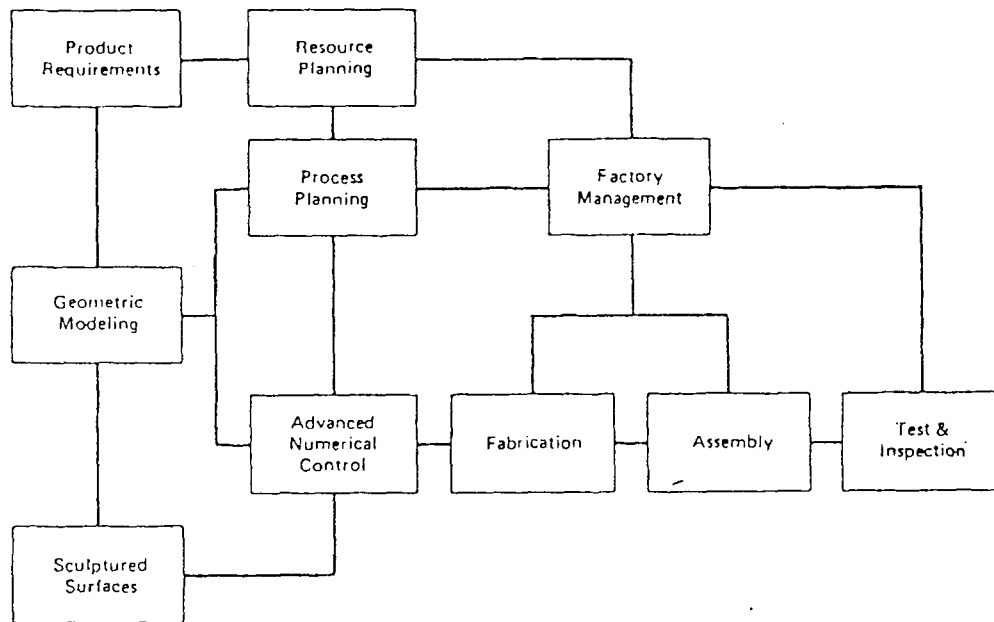 Product
Requirements
Resource
Planning
Process
Planning
Factory
Management
Geometric
Modeling
Advanced
Numerical
Control
Fabrication
Assembly
Test &
Inspection
Sculptured
Surfaces